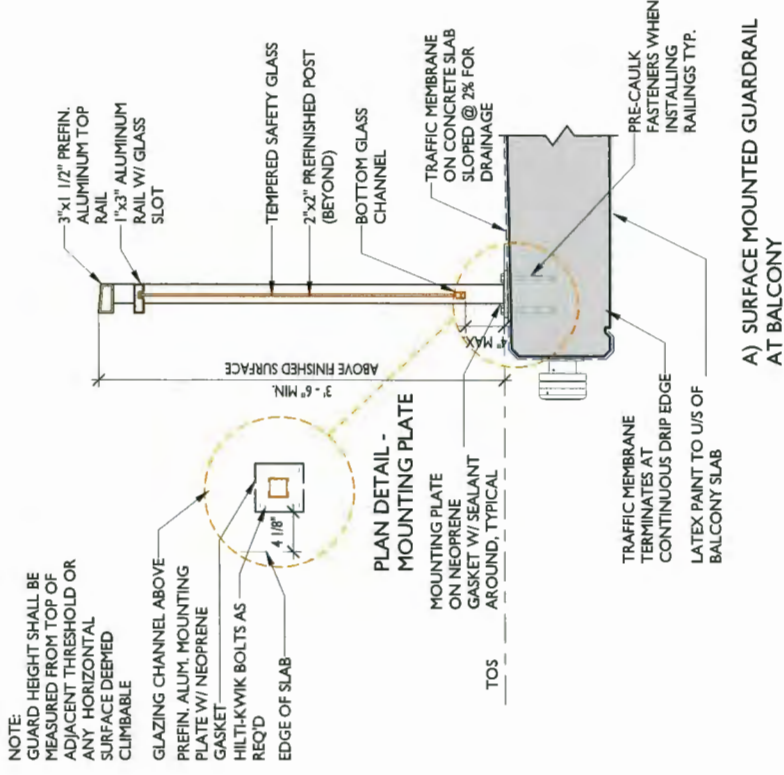 NOTE:
GUARD HEIGHT SHALL BE
MEASURED FROM TOP OF
ADJACENT THRESHOLD OR
ANY HORIZONTAL
SURFACE DEEMED
CLIMBABLE
GLAZING CHANNEL ABOVE
PREFIN. ALUM. MOUNTING
PLATE W/ NEOPRENE
GASKET
HILTI-KWIK BOLTS AS
REQ'D
EDGE OF SLAB
4 1/8"
PLAN DETAIL -
MOUNTING PLATE
MOUNTING PLATE
ON NEOPRENE
GASKET W/ SEALANT
AROUND, TYPICAL
TOS
TRAFFIC MEMBRANE
TERMINATES AT
CONTINUOUS DRIP EDGE
LATEX PAINT TO U/S OF
BALCONY SLAB
3' - 6" MIN.
ABOVE FINISHED SURFACE
4" MAX.
3"x1 1/2" PREFIN.
ALUMINUM TOP
RAIL
1"x3" ALUMINUM
RAIL W/ GLASS
SLOT
TEMPERED SAFETY GLASS
2"x2" PREFINISHED POST
(BEYOND)
BOTTOM GLASS
CHANNEL
TRAFFIC MEMBRANE
ON CONCRETE SLAB
SLOPED @ 2% FOR
DRAINAGE
PRE-CAULK
FASTENERS WHEN
INSTALLING
RAILINGS TYP.
A) SURFACE MOUNTED GUARDRAIL
AT BALCONY